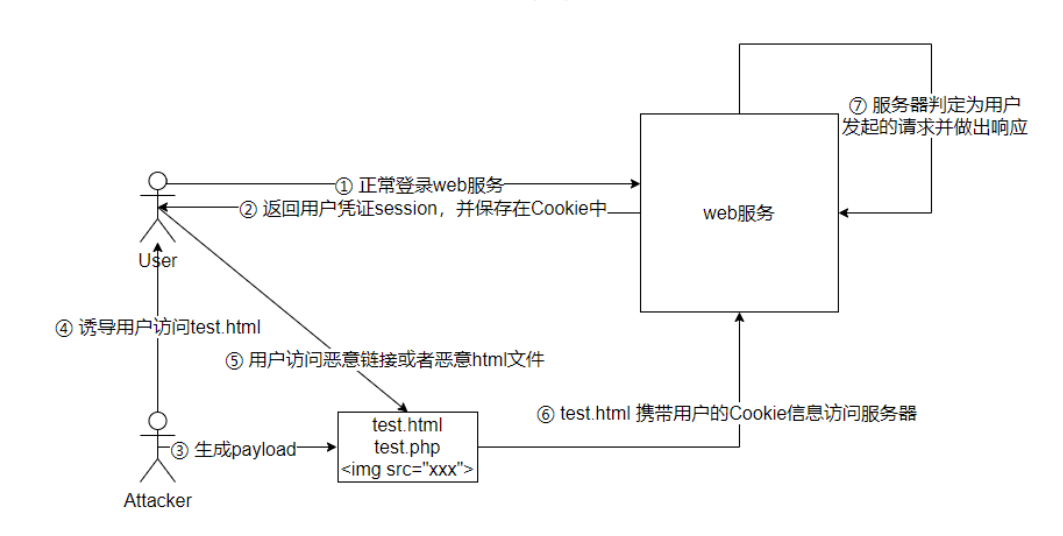 ⑦ 服务器判定为用户
发起的请求并做出响应
① 正常登录web服务
② 返回用户凭证session，并保存在Cookie中
web服务
User
④ 诱导用户访问test.html
⑤ 用户访问恶意链接或者恶意html文件
⑥ test.html 携带用户的Cookie信息访问服务器
test.html
test.php
<img src="xxx">
③ 生成payload
Attacker